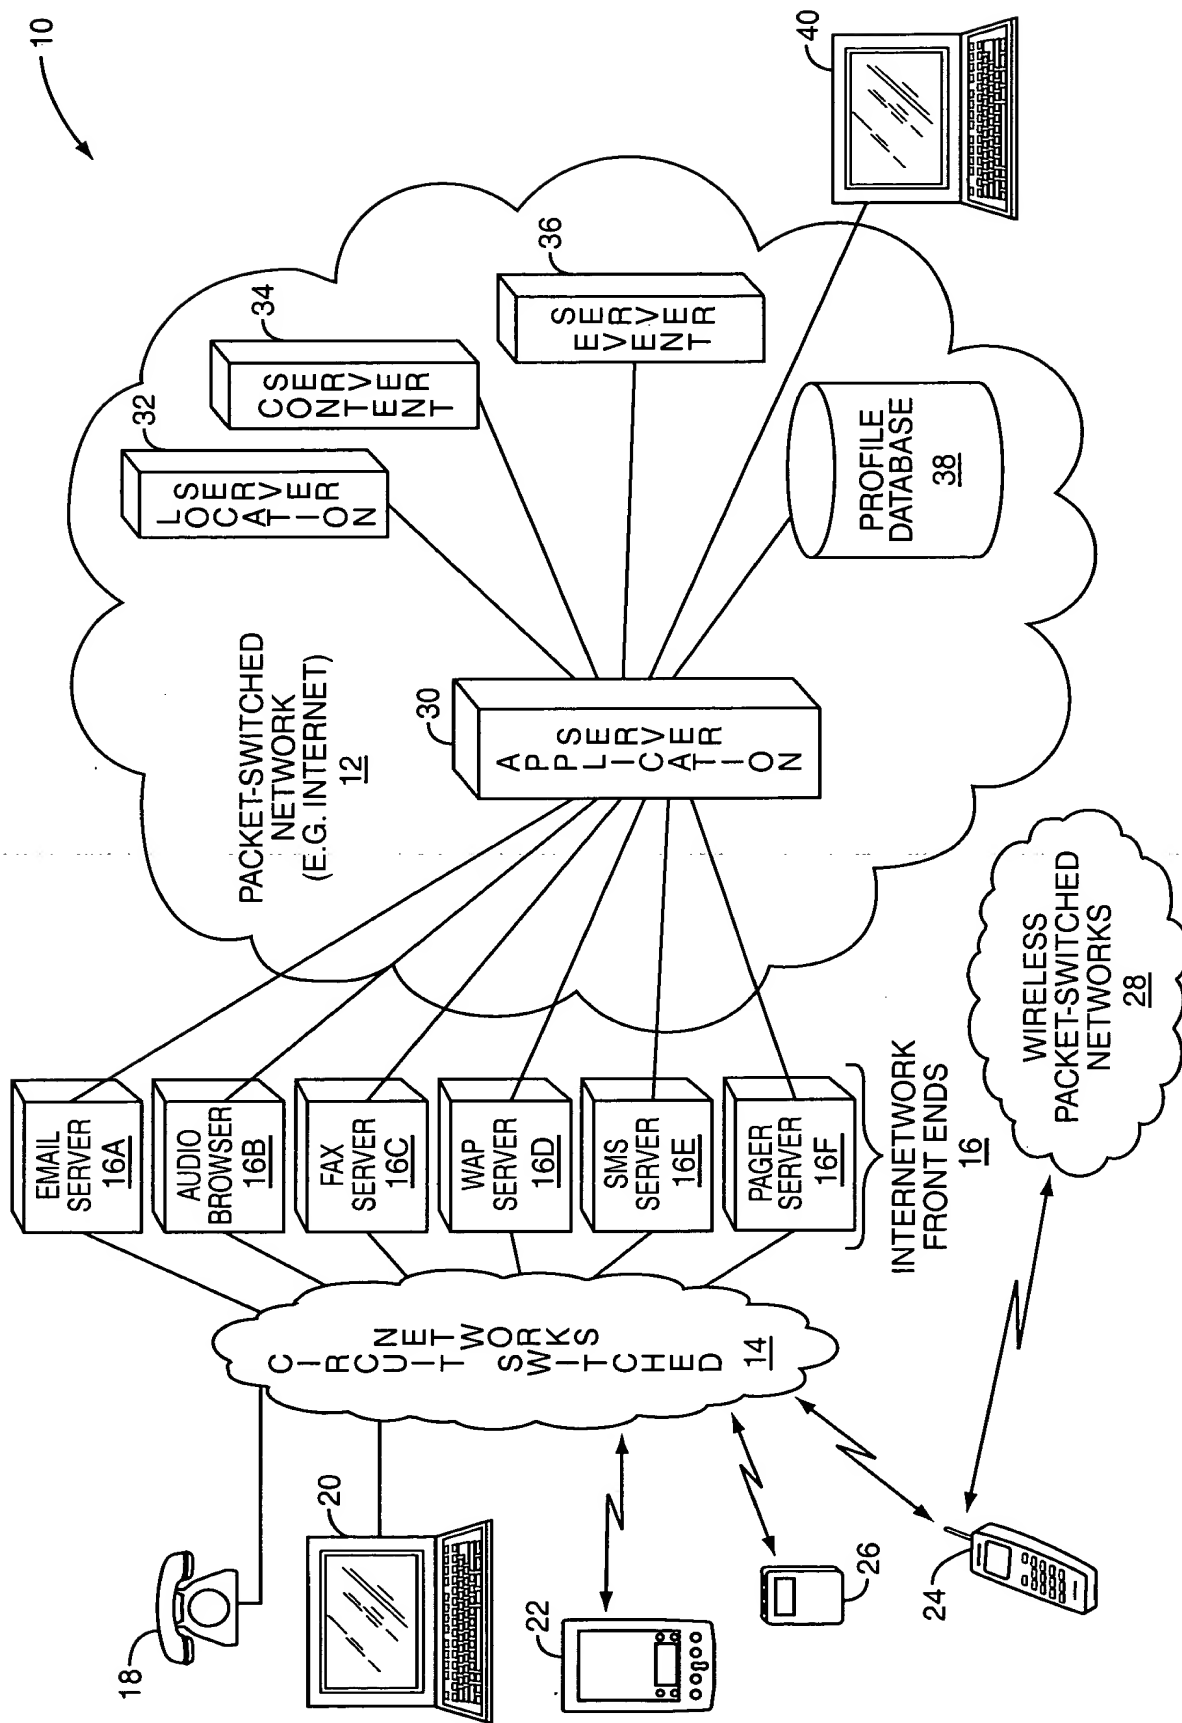 10
PACKET-SWITCHED
NETWORK
(E.G. INTERNET)
12
32
LOCATION
SERVER
34
CONTENT
SERVER
36
EVENT
SERVER
40
30
APPLICATION
SERVER
PROFILE
DATABASE
38
EMAIL
SERVER
16A
AUDIO
BROWSER
16B
FAX
SERVER
16C
WAP
SERVER
16D
SMS
SERVER
16E
PAGER
SERVER
16F
INTERNETWORK
FRONT ENDS
16
WIRELESS
PACKET-SWITCHED
NETWORKS
28
CIRCUIT SWITCHED
NETWORKS
14
18
20
22
26
24